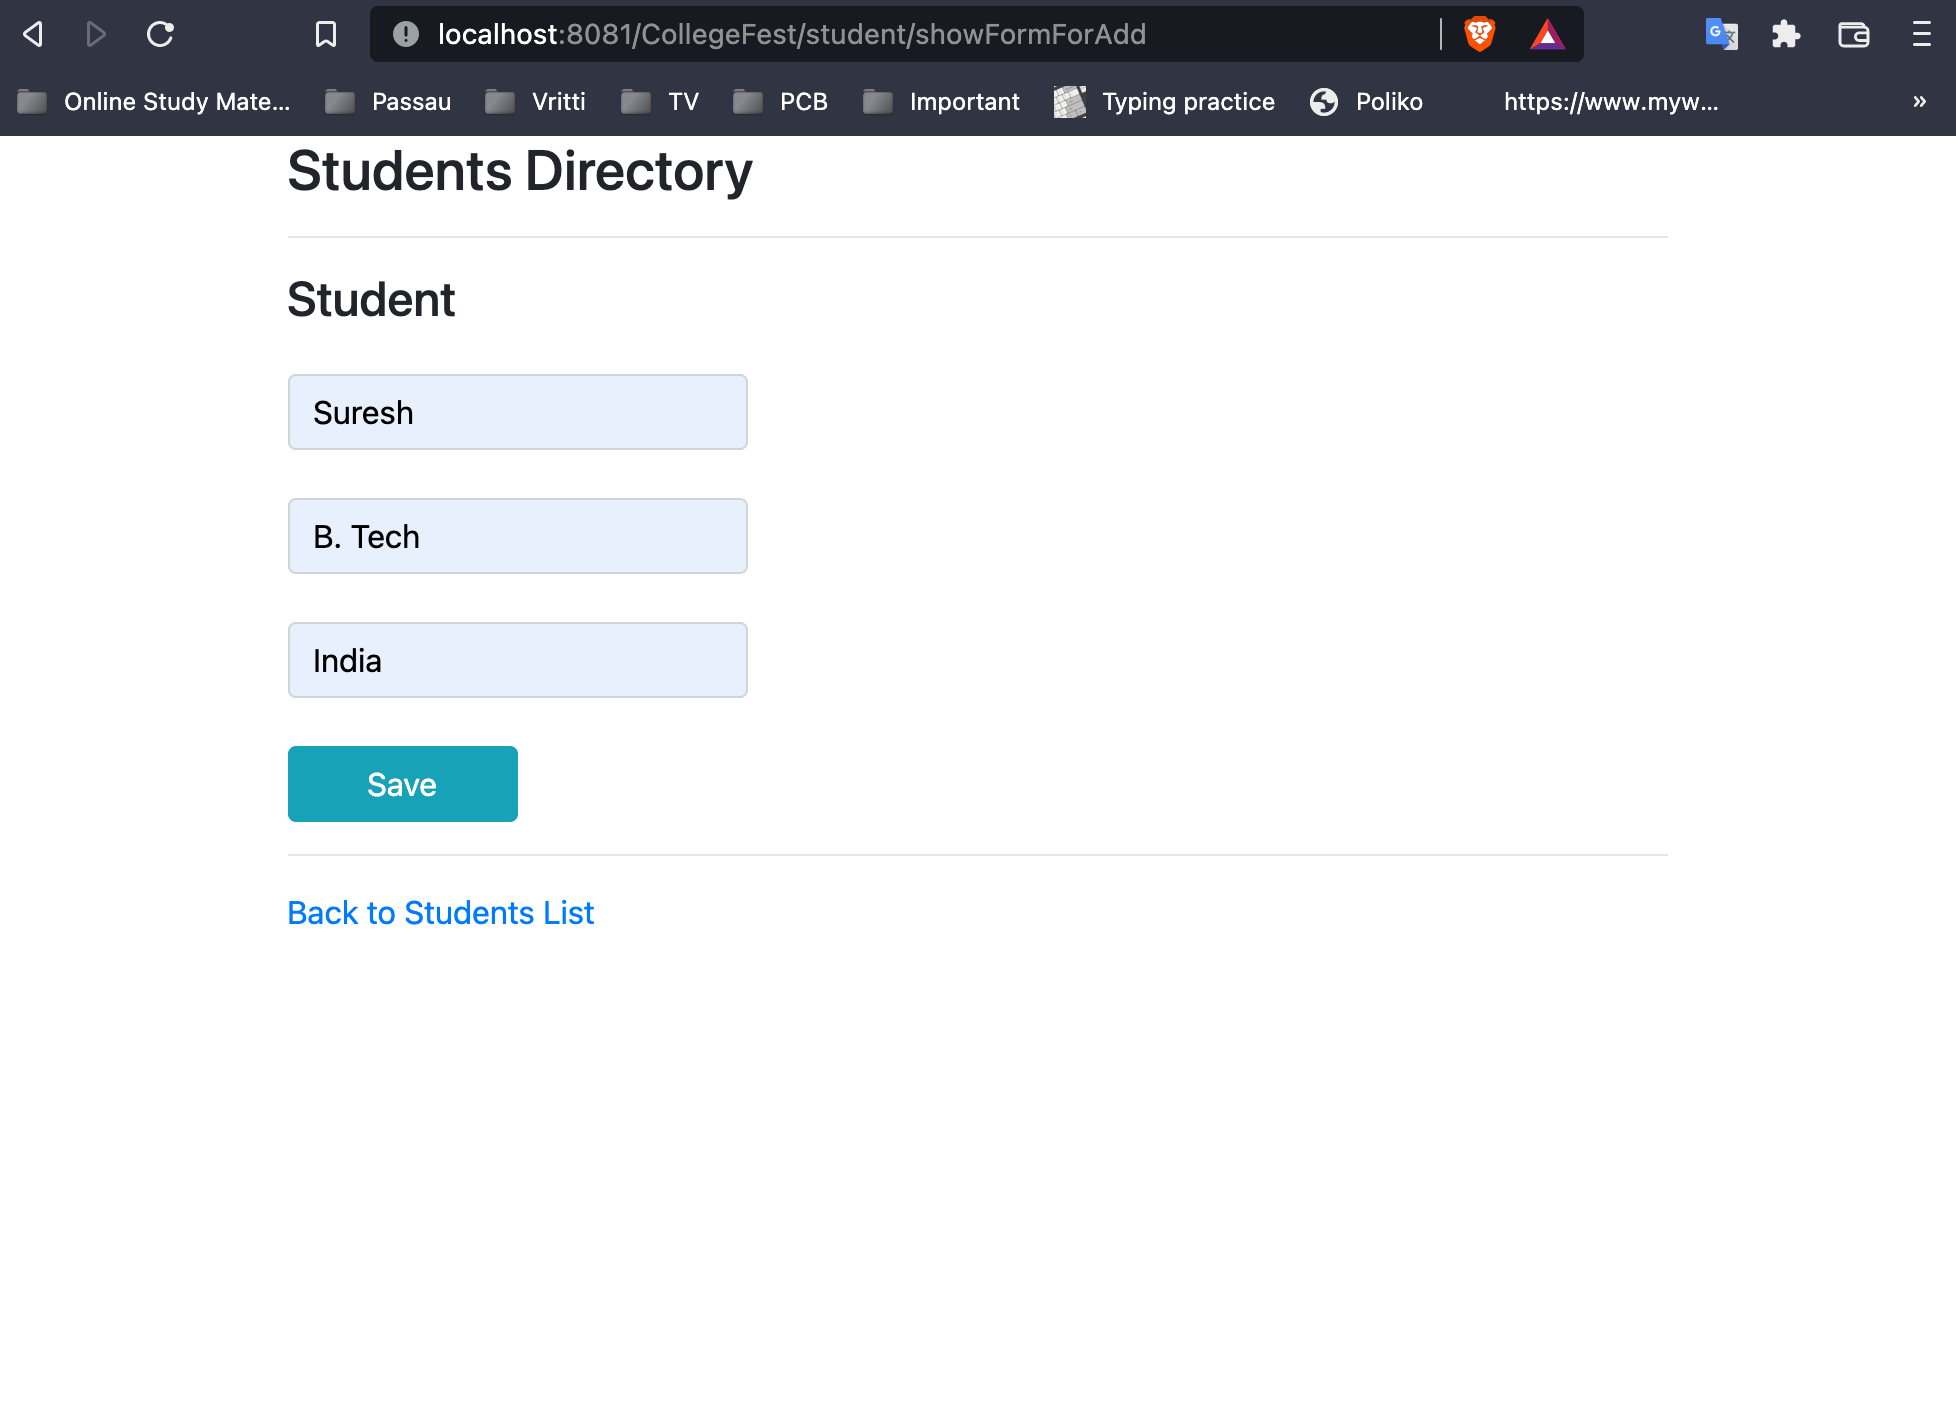 localhost:8081/CollegeFest/student/showFormForAdd
Online Study Mate... Passau Vritti TV PCB Important Typing practice Poliko https://www.myw... »
Students Directory
Student
Suresh
B. Tech
India
Save
Back to Students List